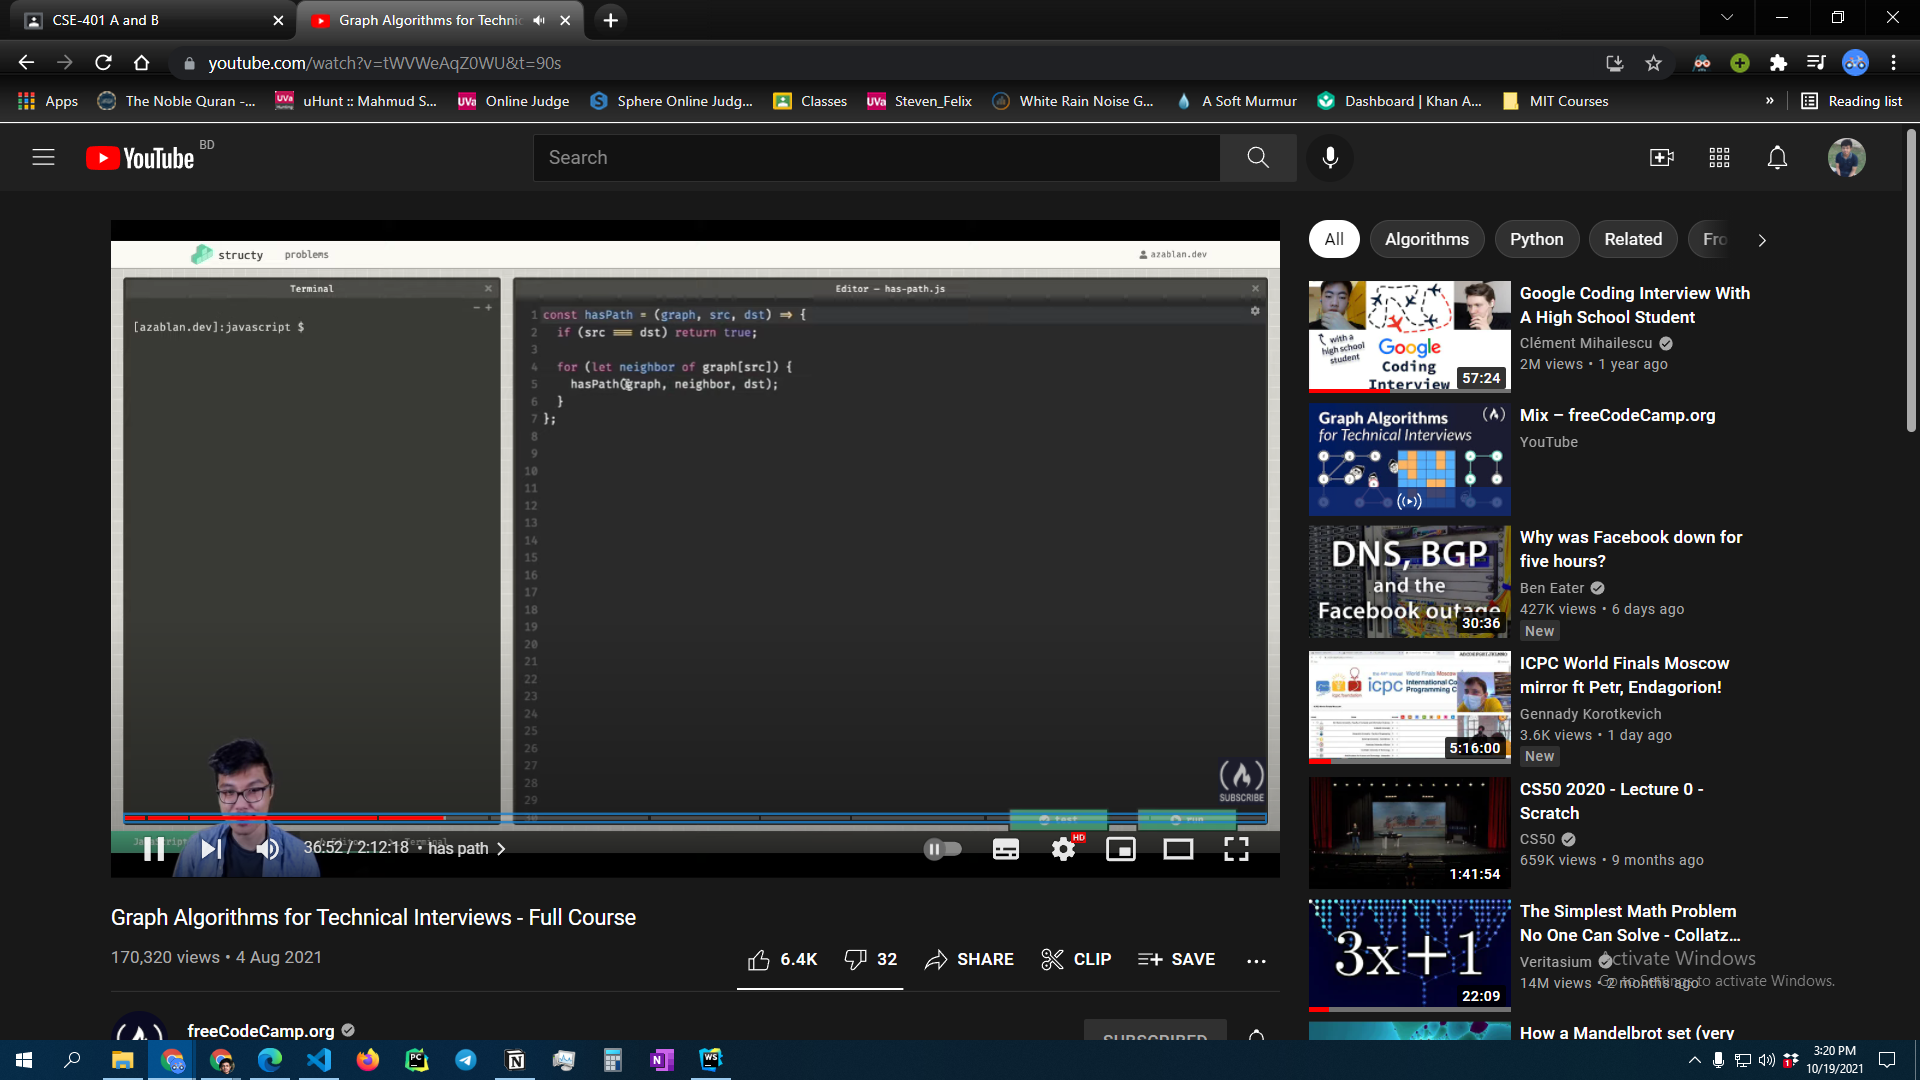 CSE-401 A and B
Graph Algorithms for Technic
youtube.com/watch?v=tWVWeAqZ0WU&t=90s
Apps
The Noble Quran -...
uHunt :: Mahmud S...
Online Judge
Sphere Online Judg...
Classes
Steven_Felix
White Rain Noise G...
A Soft Murmur
Dashboard | Khan A...
MIT Courses
»
Reading list
YouTube BD
Search
structy problems
azablan.dev
Terminal
[azablan.dev]:javascript $
Editor – has-path.js
1 const hasPath = (graph, src, dst) => {
2 if (src === dst) return true;
3
4 for (let neighbor of graph[src]) {
5 hasPath(graph, neighbor, dst);
6 }
7 };
8
9
10
11
12
13
14
15
16
17
18
19
20
21
22
23
24
25
26
27
28
29
30
SUBSCRIBE
test
run
36:52 / 2:12:18 • has path
HD
Graph Algorithms for Technical Interviews - Full Course
170,320 views • 4 Aug 2021
6.4K
32
SHARE
CLIP
SAVE
freeCodeCamp.org
SUBSCRIBED
All
Algorithms
Python
Related
Fro
with a
high school
student
Google
Coding
Interview
57:24
Google Coding Interview With
A High School Student
Clément Mihailescu
2M views • 1 year ago
Graph Algorithms
for Technical Interviews
Mix – freeCodeCamp.org
YouTube
DNS, BGP
and the
Facebook outage
30:36
Why was Facebook down for
five hours?
Ben Eater
427K views • 6 days ago
New
icpc
5:16:00
ICPC World Finals Moscow
mirror ft Petr, Endagorion!
Gennady Korotkevich
3.6K views • 1 day ago
New
1:41:54
CS50 2020 - Lecture 0 -
Scratch
CS50
659K views • 9 months ago
3x+1
22:09
The Simplest Math Problem
No One Can Solve - Collatz...
Veritasium
14M views • 2 months ago
Activate Windows
Go to Settings to activate Windows.
How a Mandelbrot set (very
3:20 PM
10/19/2021